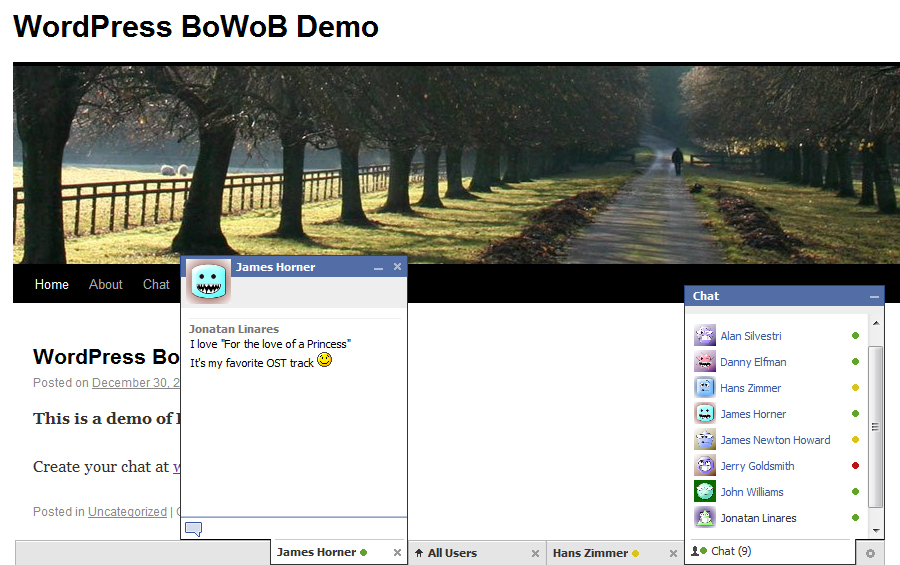 WordPress BoWoB Demo
Home About Chat
James Horner
Jonatan Linares
I love "For the love of a Princess"
It's my favorite OST track
WordPress Bo
Posted on December 30, 2
This is a demo of
Create your chat at
Posted in Uncategorized |
Chat
Alan Silvestri
Danny Elfman
Hans Zimmer
James Horner
James Newton Howard
Jerry Goldsmith
John Williams
Jonatan Linares
James Horner
All Users
Hans Zimmer
Chat (9)